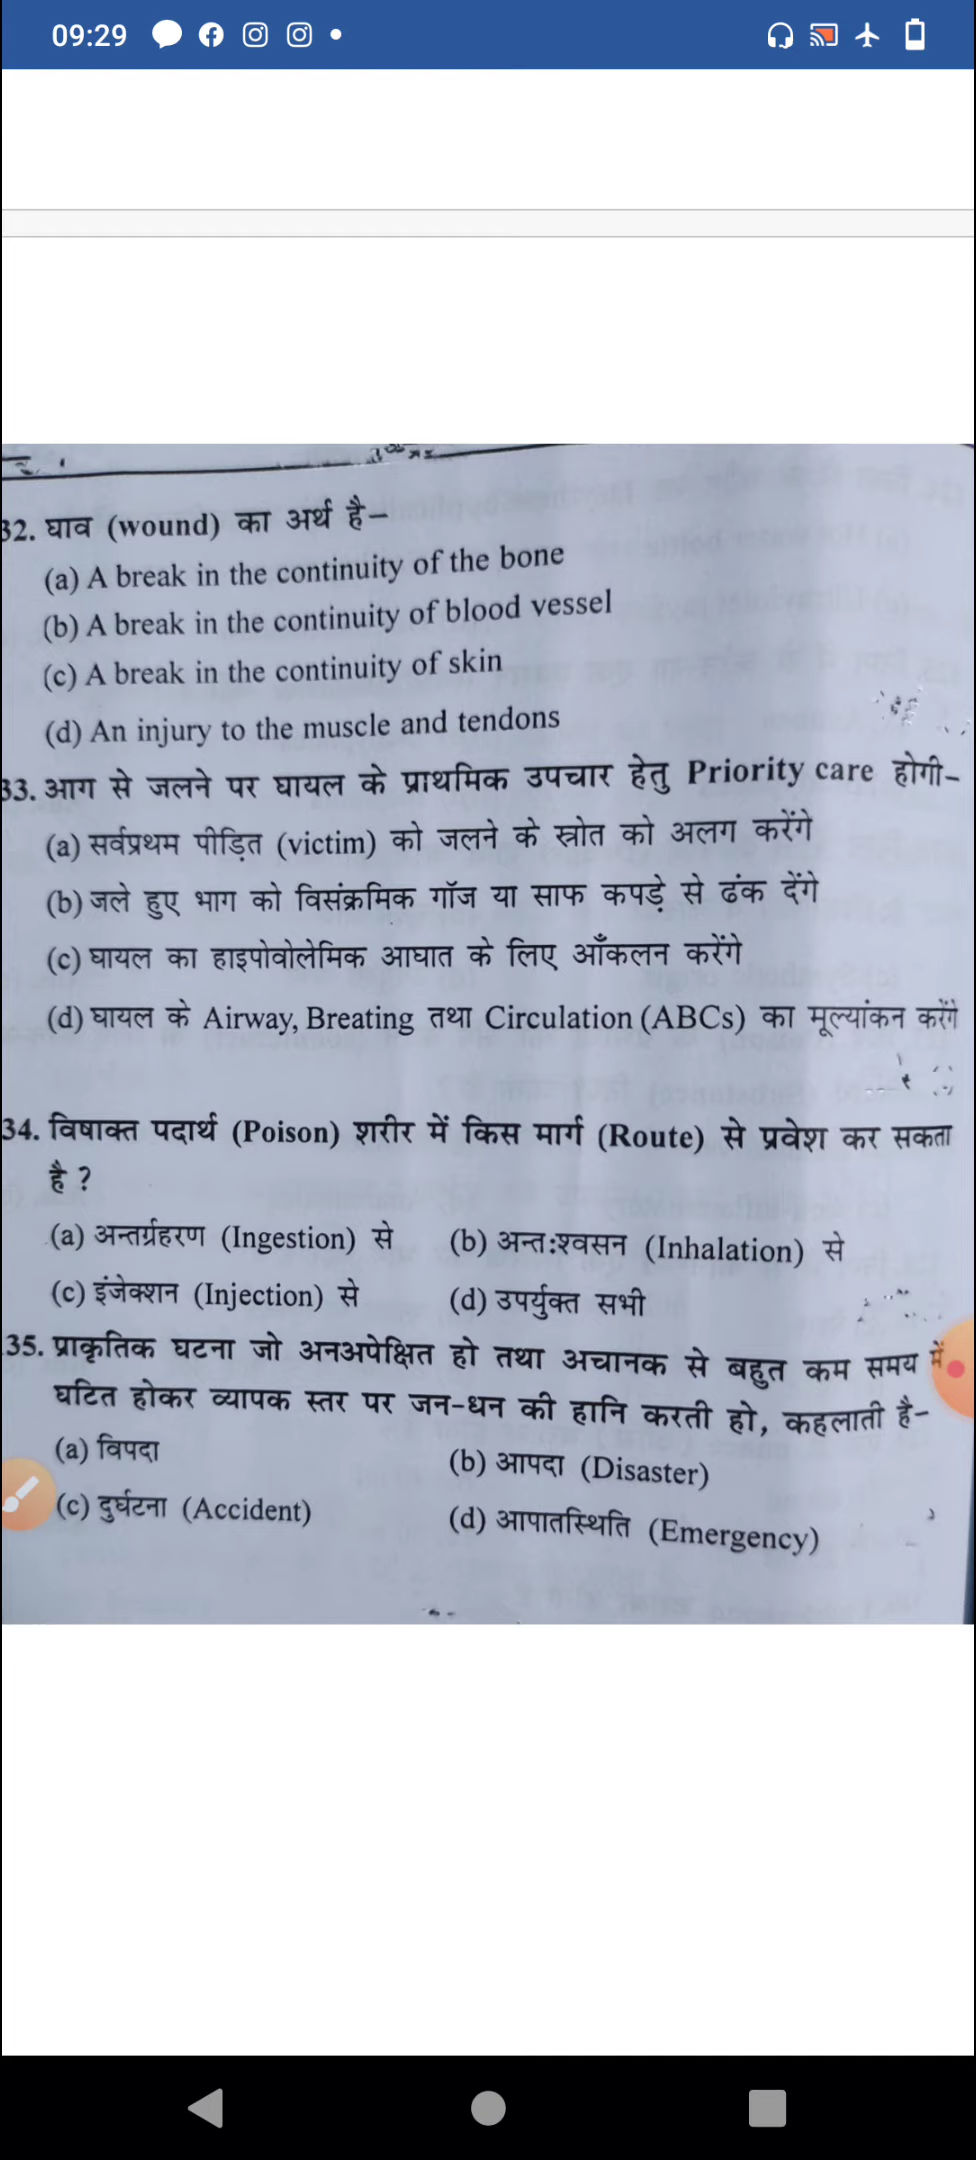 09:29
32. घाव (wound) का अर्थ है–
(a) A break in the continuity of the bone
(b) A break in the continuity of blood vessel
(c) A break in the continuity of skin
(d) An injury to the muscle and tendons
33. आग से जलने पर घायल के प्राथमिक उपचार हेतु Priority care होगी–
(a) सर्वप्रथम पीड़ित (victim) को जलने के स्त्रोत को अलग करेंगे
(b) जले हुए भाग को विसंक्रमिक गॉज या साफ कपड़े से ढंक देंगे
(c) घायल का हाइपोवोलेमिक आघात के लिए आँकलन करेंगे
(d) घायल के Airway, Breating तथा Circulation (ABCs) का मूल्यांकन करेंगे
34. विषाक्त पदार्थ (Poison) शरीर में किस मार्ग (Route) से प्रवेश कर सकता
है ?
(a) अन्तर्ग्रहरण (Ingestion) से (b) अन्त:श्वसन (Inhalation) से
(c) इंजेक्शन (Injection) से (d) उपर्युक्त सभी
35. प्राकृतिक घटना जो अनअपेक्षित हो तथा अचानक से बहुत कम समय में
घटित होकर व्यापक स्तर पर जन-धन की हानि करती हो, कहलाती है–
(a) विपदा (b) आपदा (Disaster)
(c) दुर्घटना (Accident) (d) आपातस्थिति (Emergency)